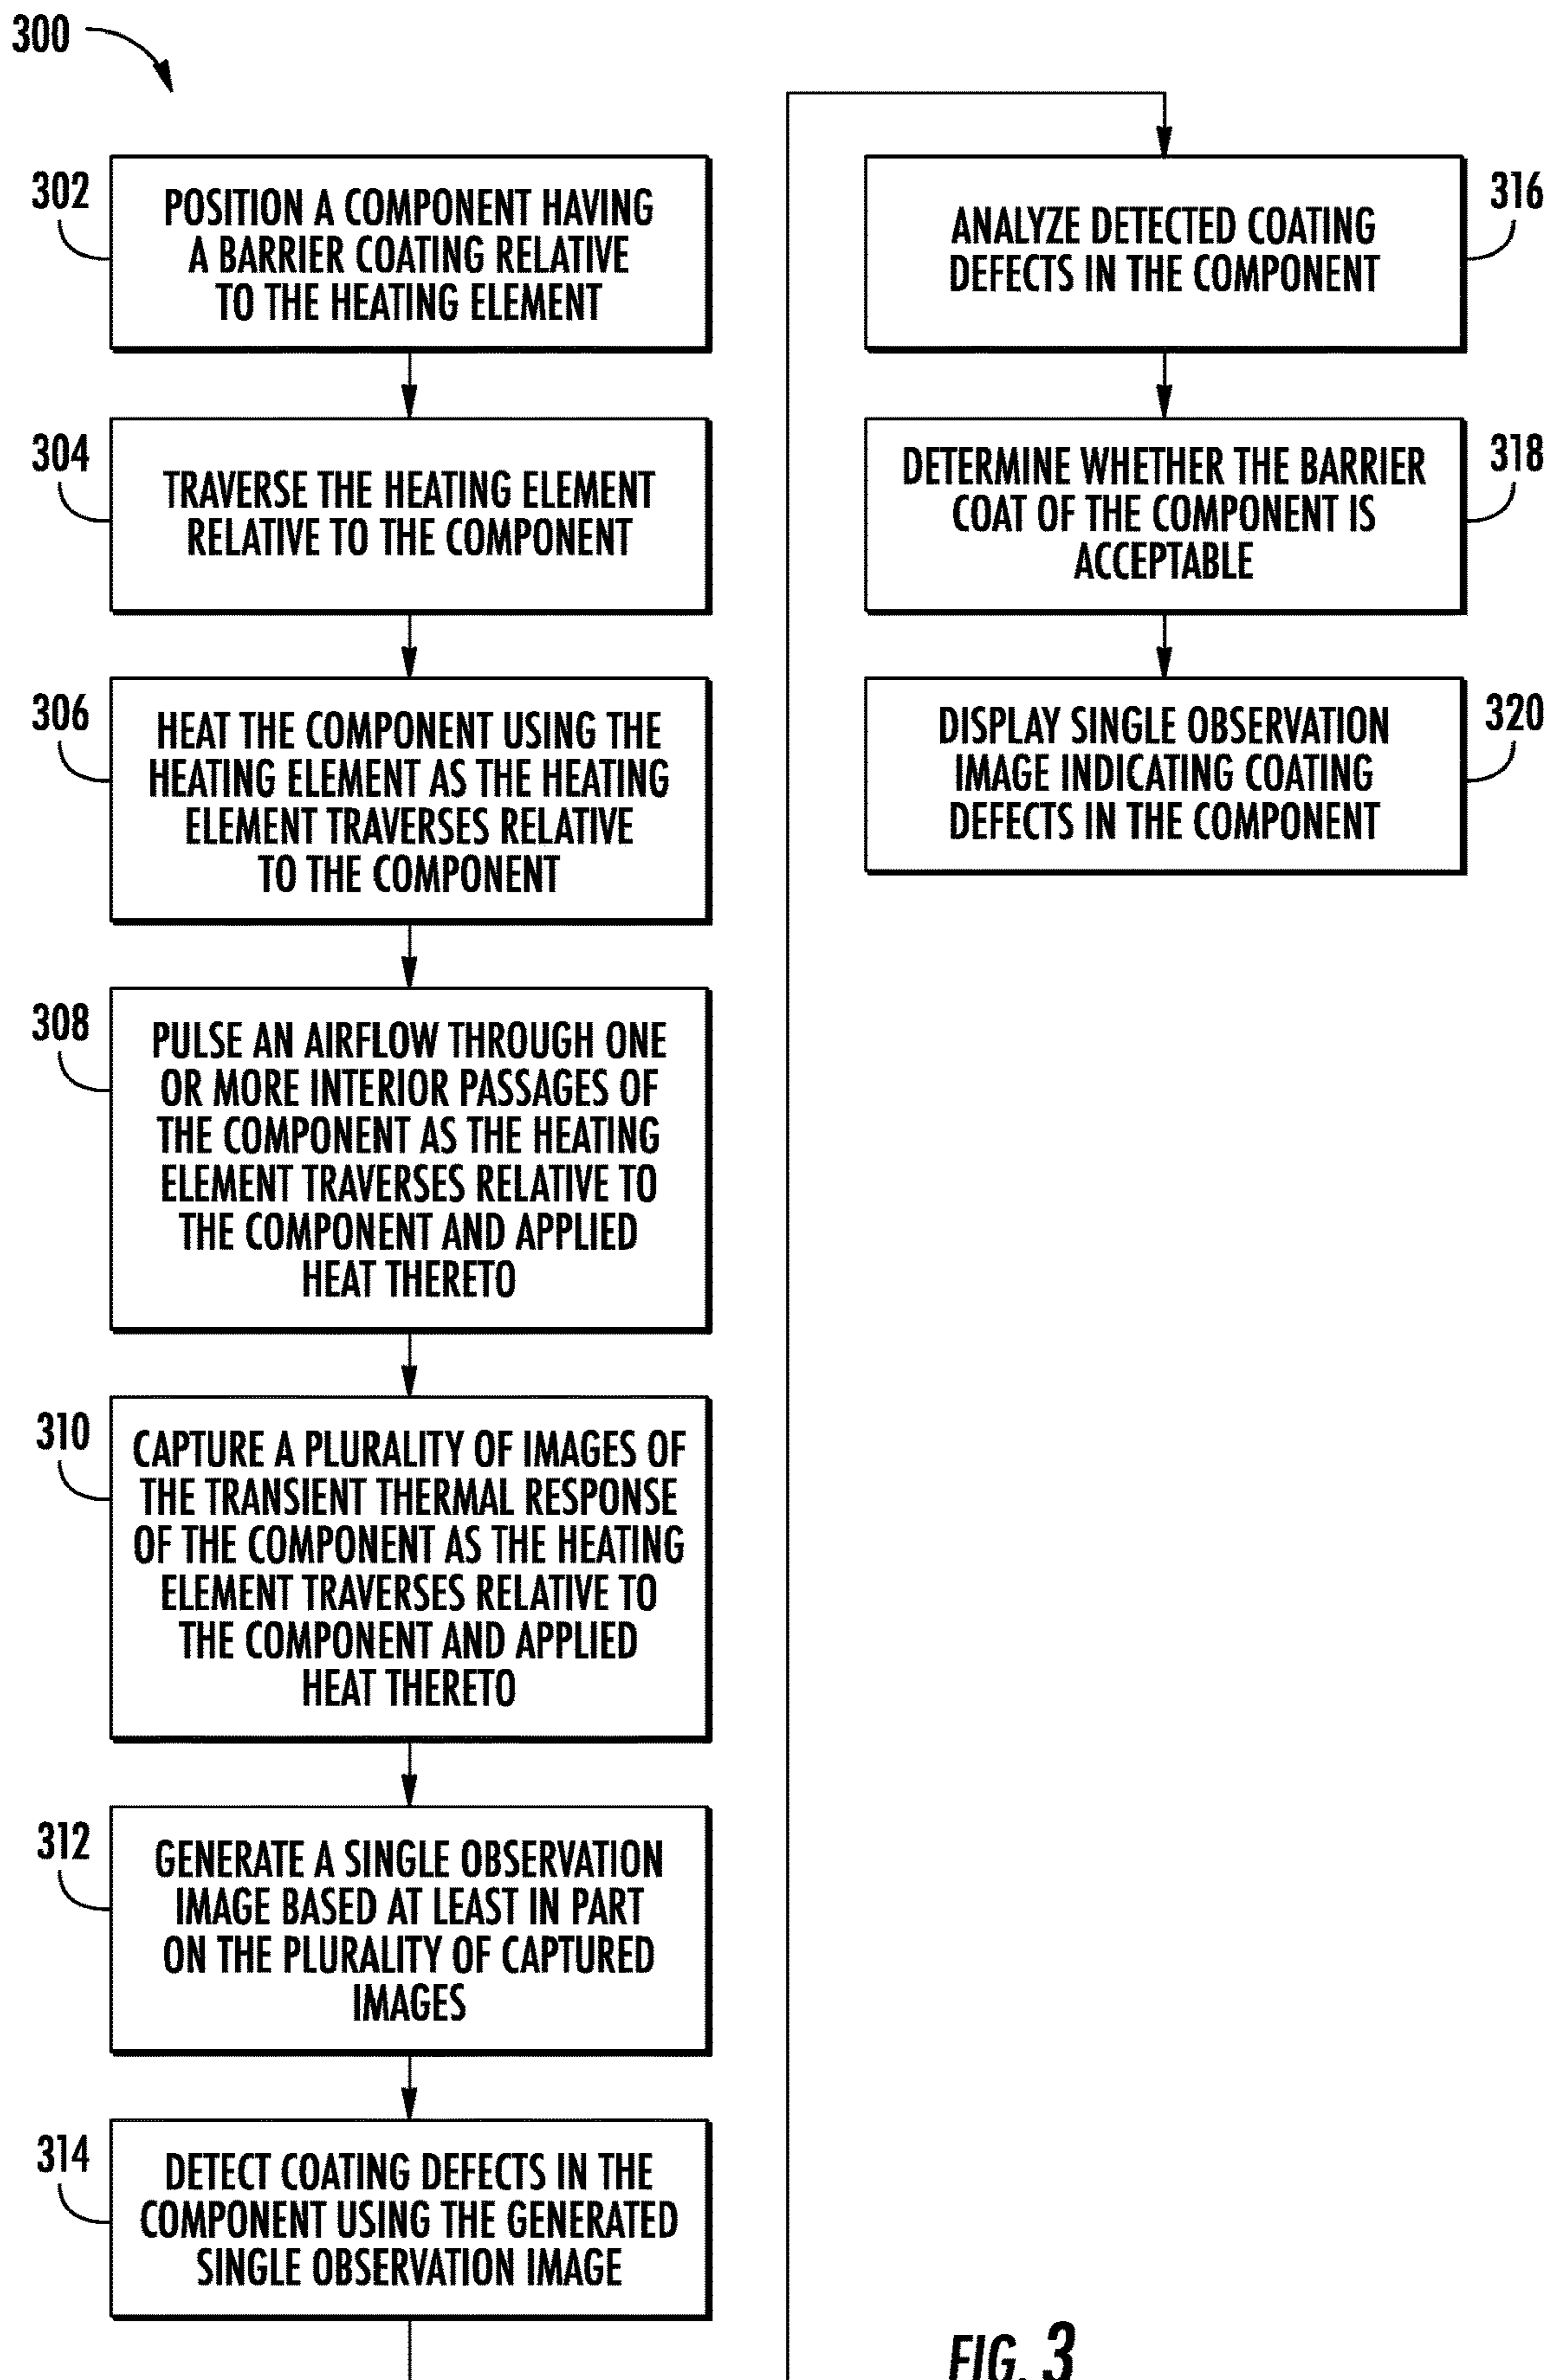 300
302
POSITION A COMPONENT HAVING
A BARRIER COATING RELATIVE
TO THE HEATING ELEMENT
304
TRAVERSE THE HEATING ELEMENT
RELATIVE TO THE COMPONENT
306
HEAT THE COMPONENT USING THE
HEATING ELEMENT AS THE HEATING
ELEMENT TRAVERSES RELATIVE
TO THE COMPONENT
308
PULSE AN AIRFLOW THROUGH ONE
OR MORE INTERIOR PASSAGES OF
THE COMPONENT AS THE HEATING
ELEMENT TRAVERSES RELATIVE TO
THE COMPONENT AND APPLIED
HEAT THERETO
310
CAPTURE A PLURALITY OF IMAGES OF
THE TRANSIENT THERMAL RESPONSE
OF THE COMPONENT AS THE HEATING
ELEMENT TRAVERSES RELATIVE TO
THE COMPONENT AND APPLIED
HEAT THERETO
312
GENERATE A SINGLE OBSERVATION
IMAGE BASED AT LEAST IN PART
ON THE PLURALITY OF CAPTURED
IMAGES
314
DETECT COATING DEFECTS IN THE
COMPONENT USING THE GENERATED
SINGLE OBSERVATION IMAGE
316
ANALYZE DETECTED COATING
DEFECTS IN THE COMPONENT
318
DETERMINE WHETHER THE BARRIER
COAT OF THE COMPONENT IS
ACCEPTABLE
320
DISPLAY SINGLE OBSERVATION
IMAGE INDICATING COATING
DEFECTS IN THE COMPONENT
FIG. 3